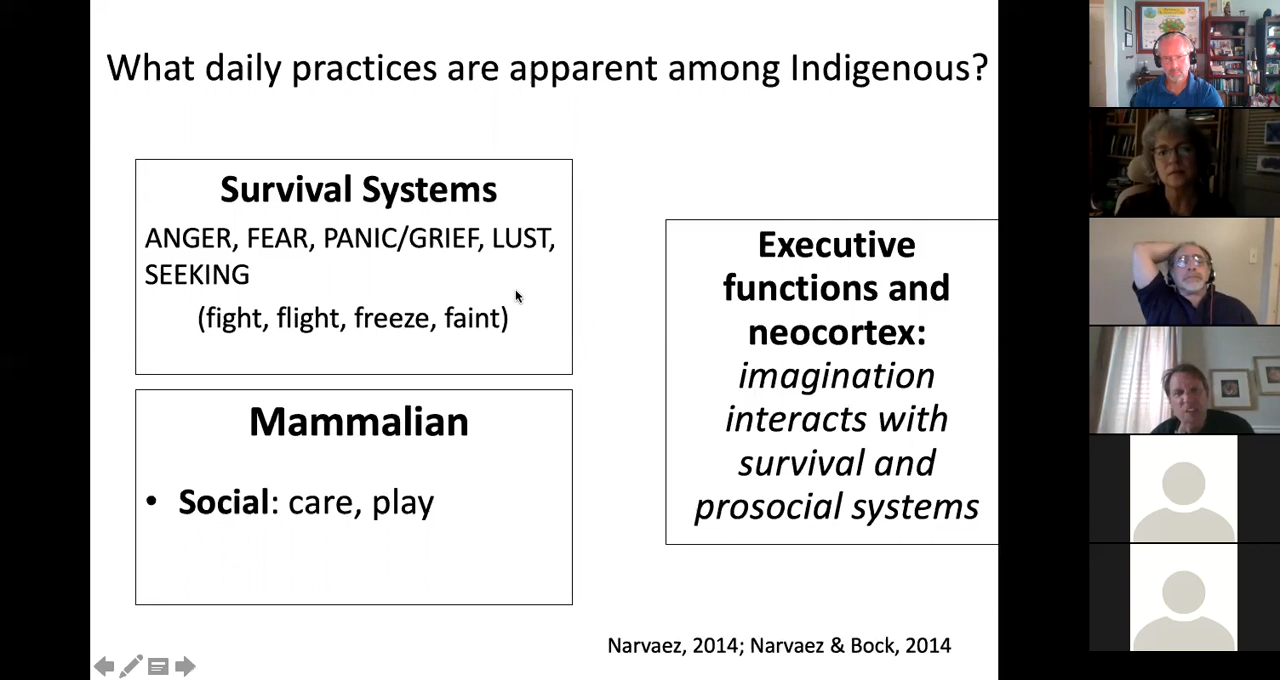 What daily practices are apparent among Indigenous?
Survival Systems
ANGER, FEAR, PANIC/GRIEF, LUST,
SEEKING
(fight, flight, freeze, faint)
Mammalian
• Social: care, play
Executive
functions and
neocortex:
imagination
interacts with
survival and
prosocial systems
Narvaez, 2014; Narvaez & Bock, 2014